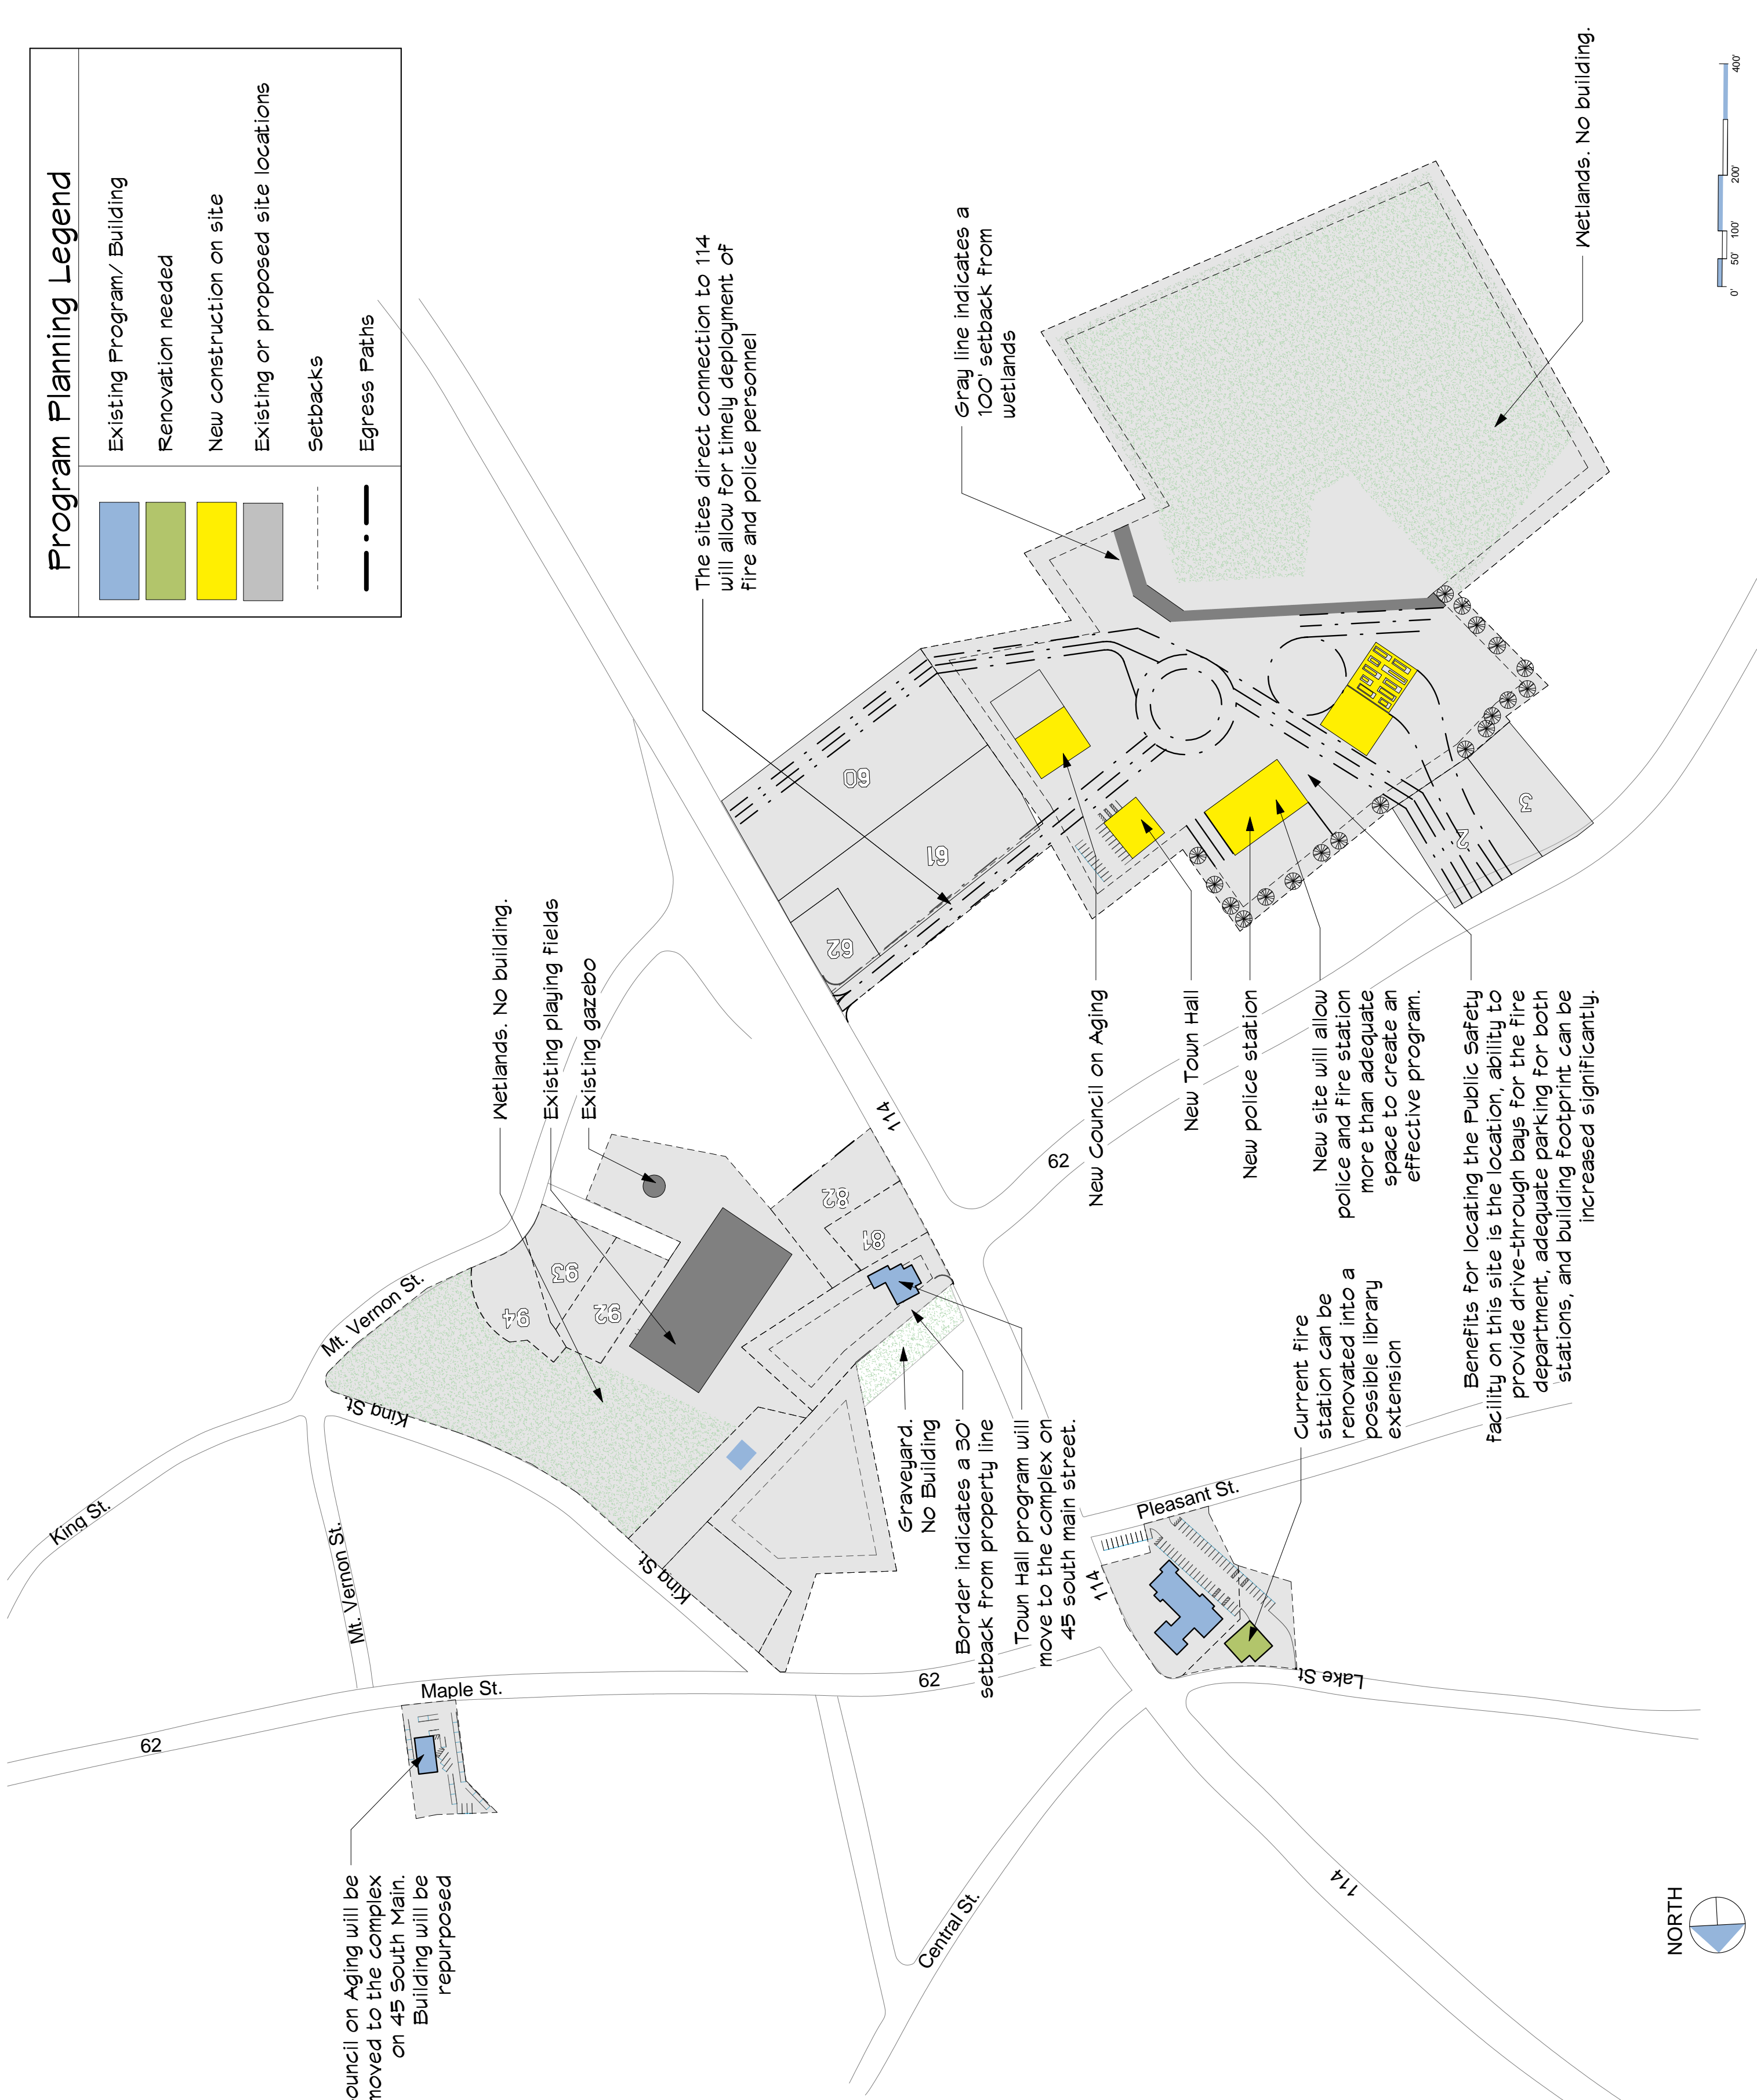 Program Planning Legend
Existing Program/ Building
Renovation needed
New construction on site
Existing or proposed site locations
Setbacks
Egress Paths
The sites direct connection to 114
will allow for timely deployment of
fire and police personnel
Gray line indicates a
100' setback from
wetlands
Wetlands. No building.
0'
50'
100'
200'
400'
Wetlands. No building.
Existing playing fields
Existing gazebo
60
61
62
2
3
114
62
New Council on Aging
New Town Hall
New police station
New site will allow
police and fire station
more than adequate
space to create an
effective program.
Benefits for locating the Public Safety
facility on this site is the location, ability to
provide drive-through bays for the fire
department, adequate parking for both
stations, and building footprint can be
increased significantly.
82
81
93
92
94
Mt. Vernon St.
King St.
King St.
Mt. Vernon St.
King St.
Graveyard.
No Building
Border indicates a 30'
setback from property line
Town Hall program will
move to the complex on
45 south main street.
Current fire
station can be
renovated into a
possible library
extension
Pleasant St.
114
Lake St.
62
Maple St.
62
ouncil on Aging will be
moved to the complex
on 45 South Main.
Building will be
repurposed
Central St.
114
NORTH